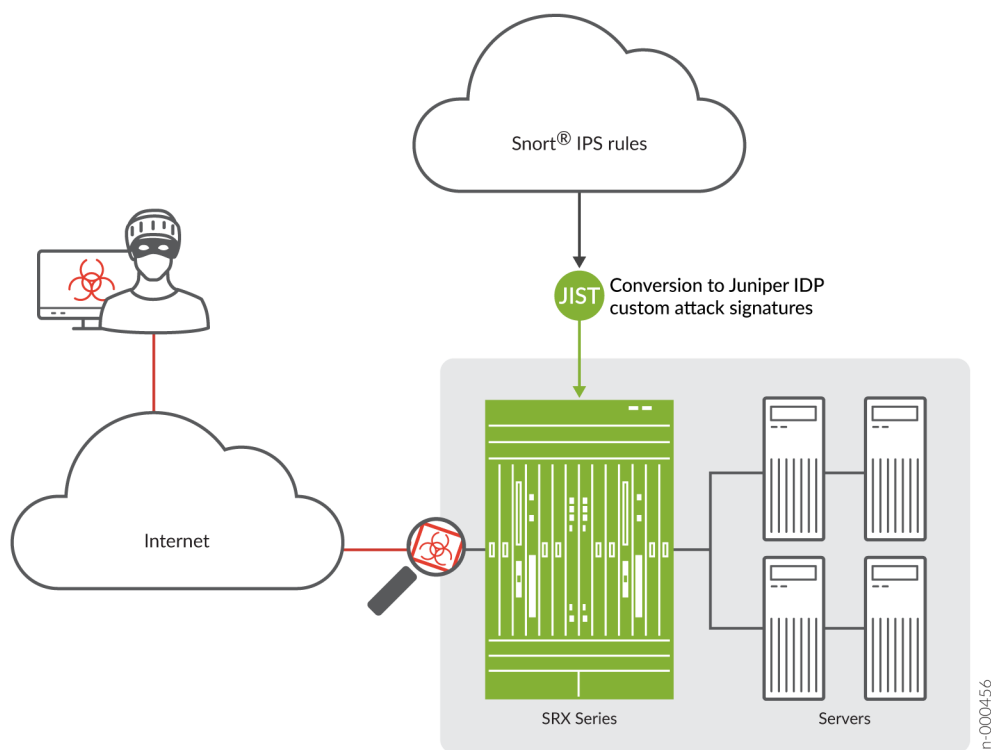 Snort® IPS rules
JIST
Conversion to Juniper IDP
custom attack signatures
Internet
SRX Series
Servers
n-000456